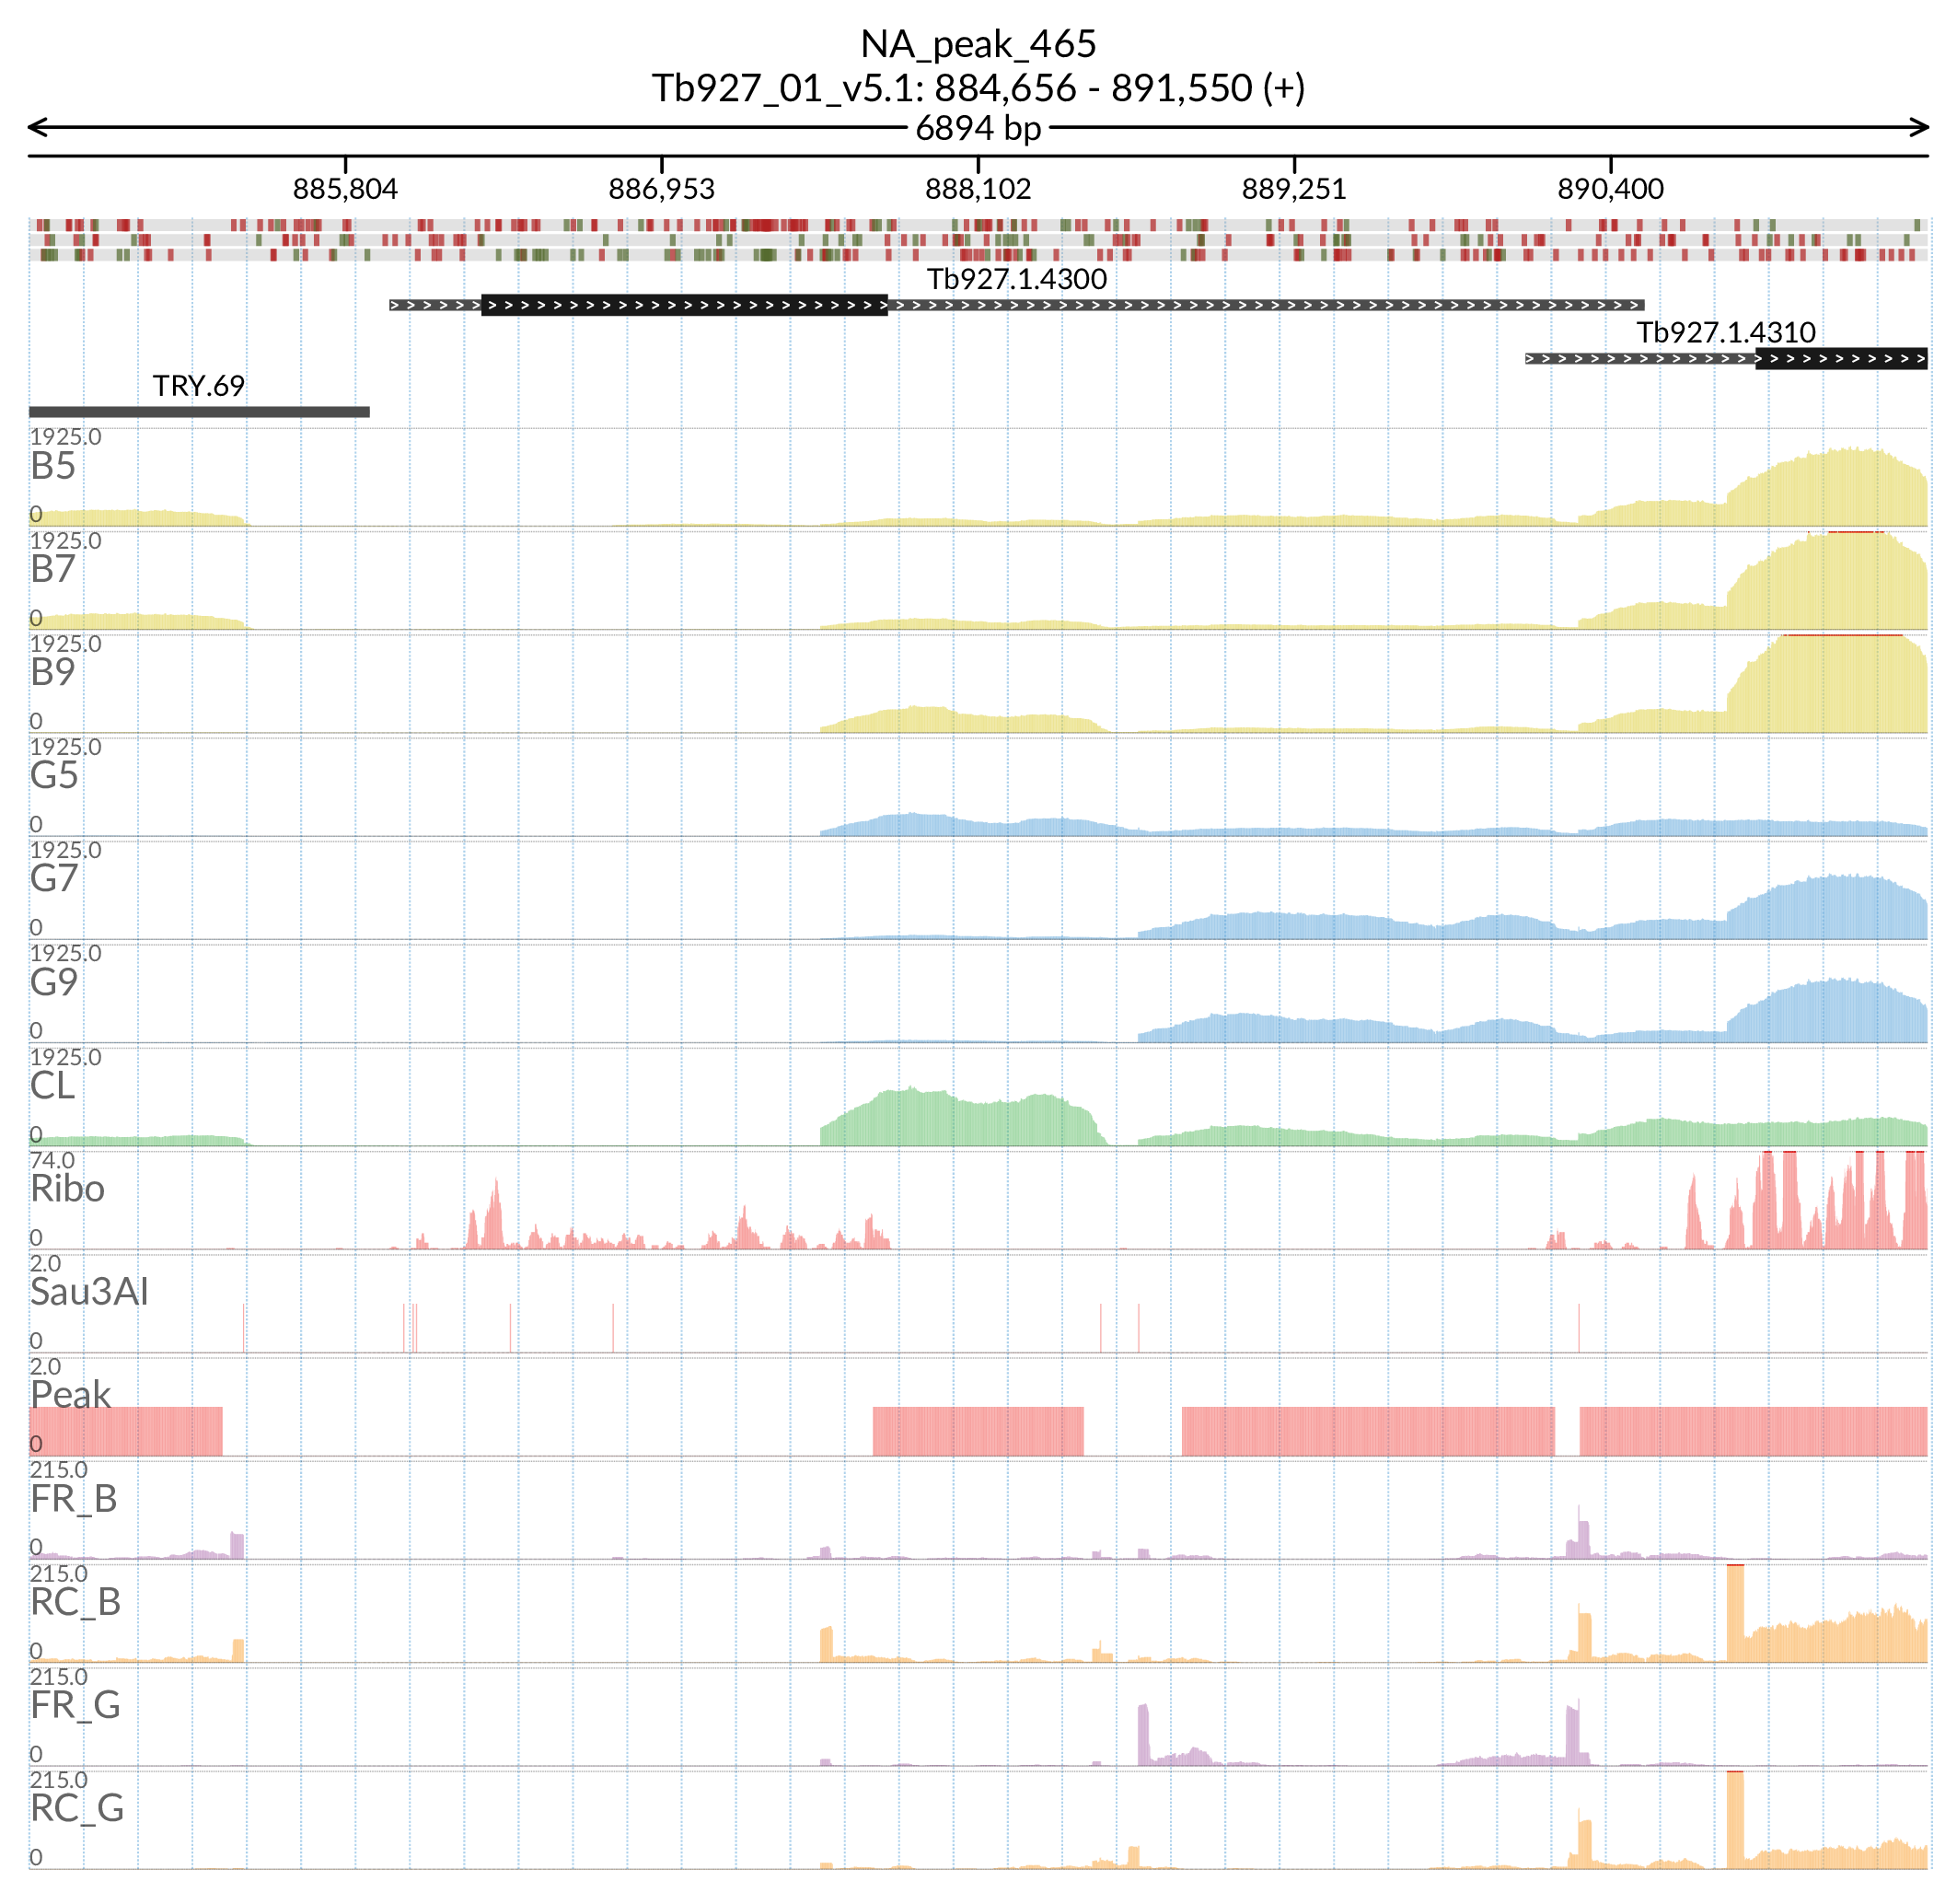 NA_peak_465
Tb927_01_v5.1: 884,656 - 891,550 (+)
6894 bp
885,804 886,953 888,102 889,251 890,400
Tb927.1.4300
Tb927.1.4310
TRY.69
1925.0
B5
0
1925.0
B7
0
1925.0
B9
0
1925.0
G5
0
1925.0
G7
0
1925.0
G9
0
1925.0
CL
0
74.0
Ribo
0
2.0
Sau3AI
0
2.0
Peak
0
215.0
FR_B
0
215.0
RC_B
0
215.0
FR_G
0
215.0
RC_G
0